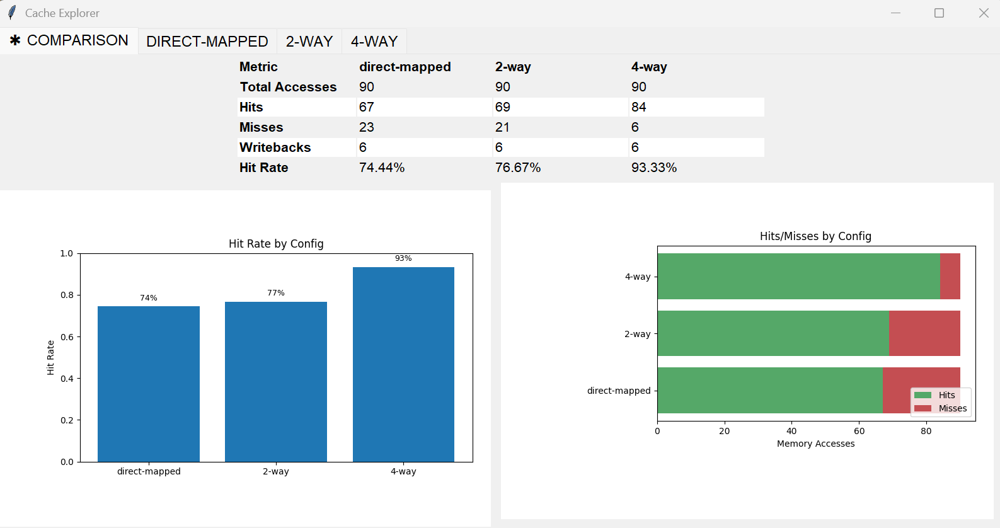 Cache Explorer
✱ COMPARISON DIRECT-MAPPED 2-WAY 4-WAY
Metric direct-mapped 2-way 4-way
Total Accesses 90 90 90
Hits 67 69 84
Misses 23 21 6
Writebacks 6 6 6
Hit Rate 74.44% 76.67% 93.33%
Hit Rate by Config
1.0
0.8
0.6
0.4
0.2
0.0
Hit Rate
74%
77%
93%
direct-mapped 2-way 4-way
Hits/Misses by Config
4-way
2-way
direct-mapped
Hits
Misses
0 20 40 60 80
Memory Accesses